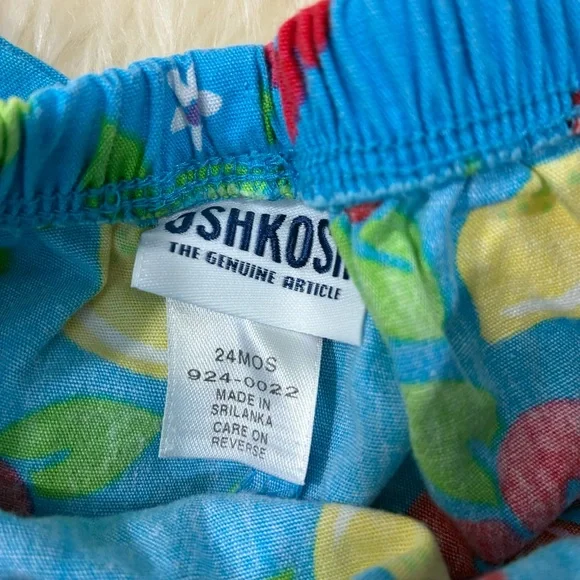 OSHKOSH
THE GENUINE ARTICLE
24MOS
924-0022
MADE IN
SRILANKA
CARE ON
REVERSE